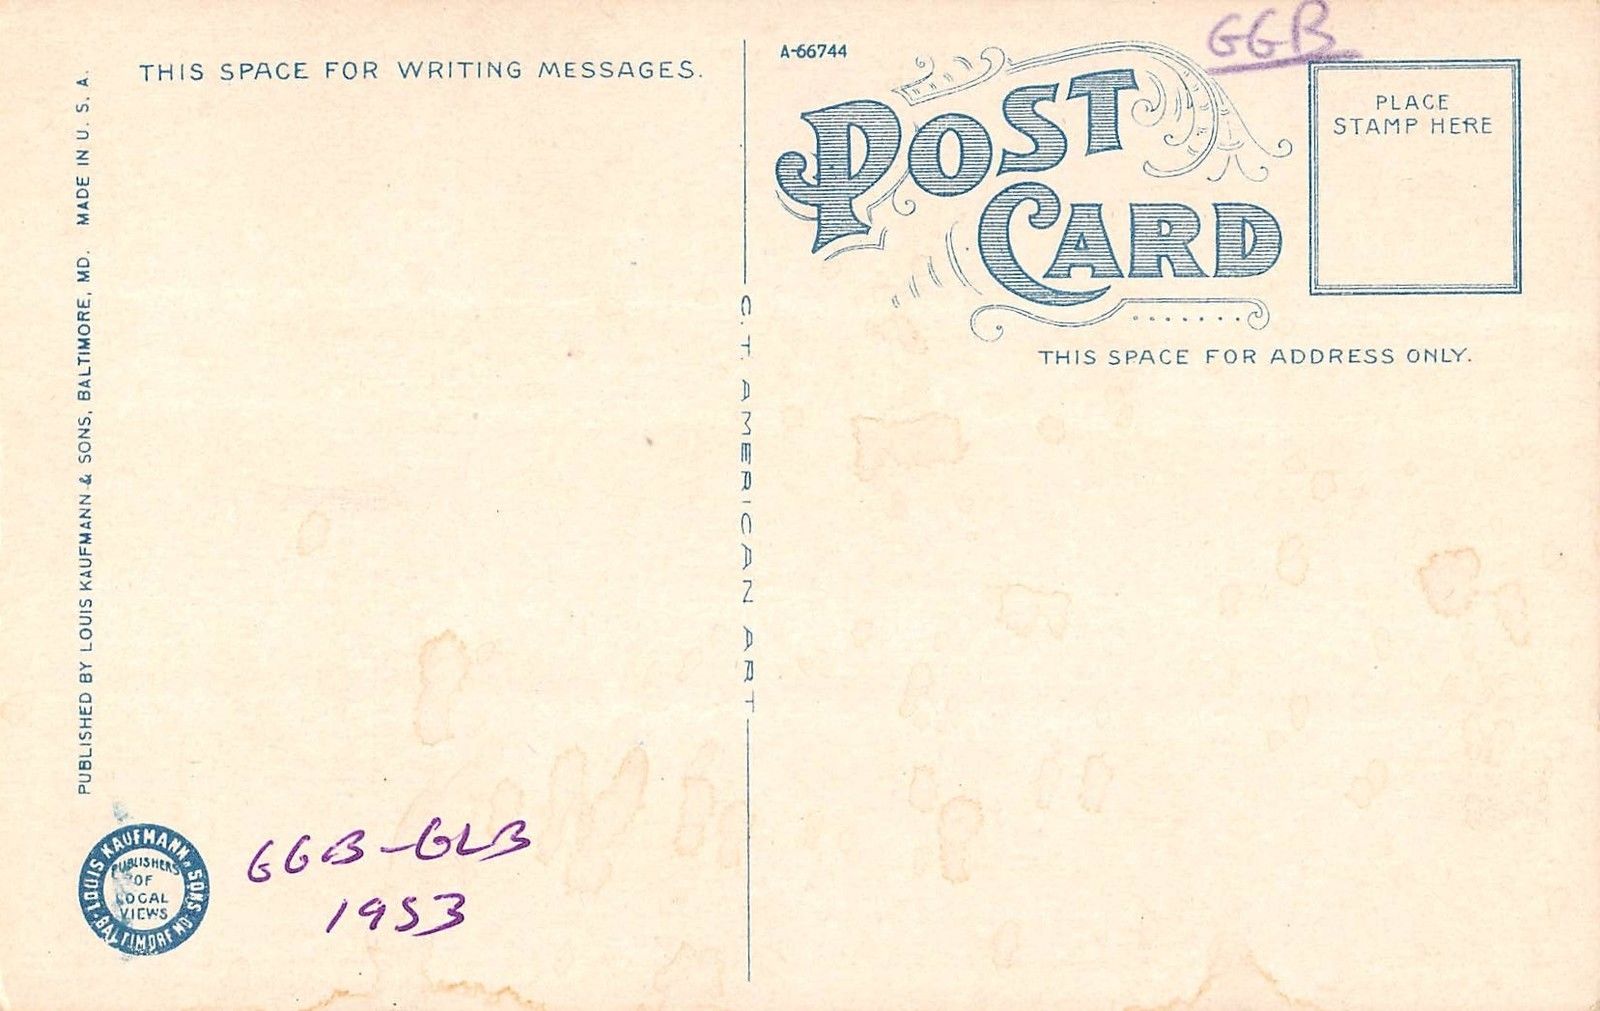 THIS SPACE FOR WRITING MESSAGES.
PUBLISHED BY LOUIS KAUFMANN & SONS, BALTIMORE, MD. MADE IN U. S. A.
LOUIS KAUFMANN & SONS BALTIMORE MD
PUBLISHERS
OF
LOCAL
VIEWS
GGB-GLB
1953
C. T. AMERICAN ART
A-66744
GGB
POST
CARD
PLACE
STAMP HERE
THIS SPACE FOR ADDRESS ONLY.